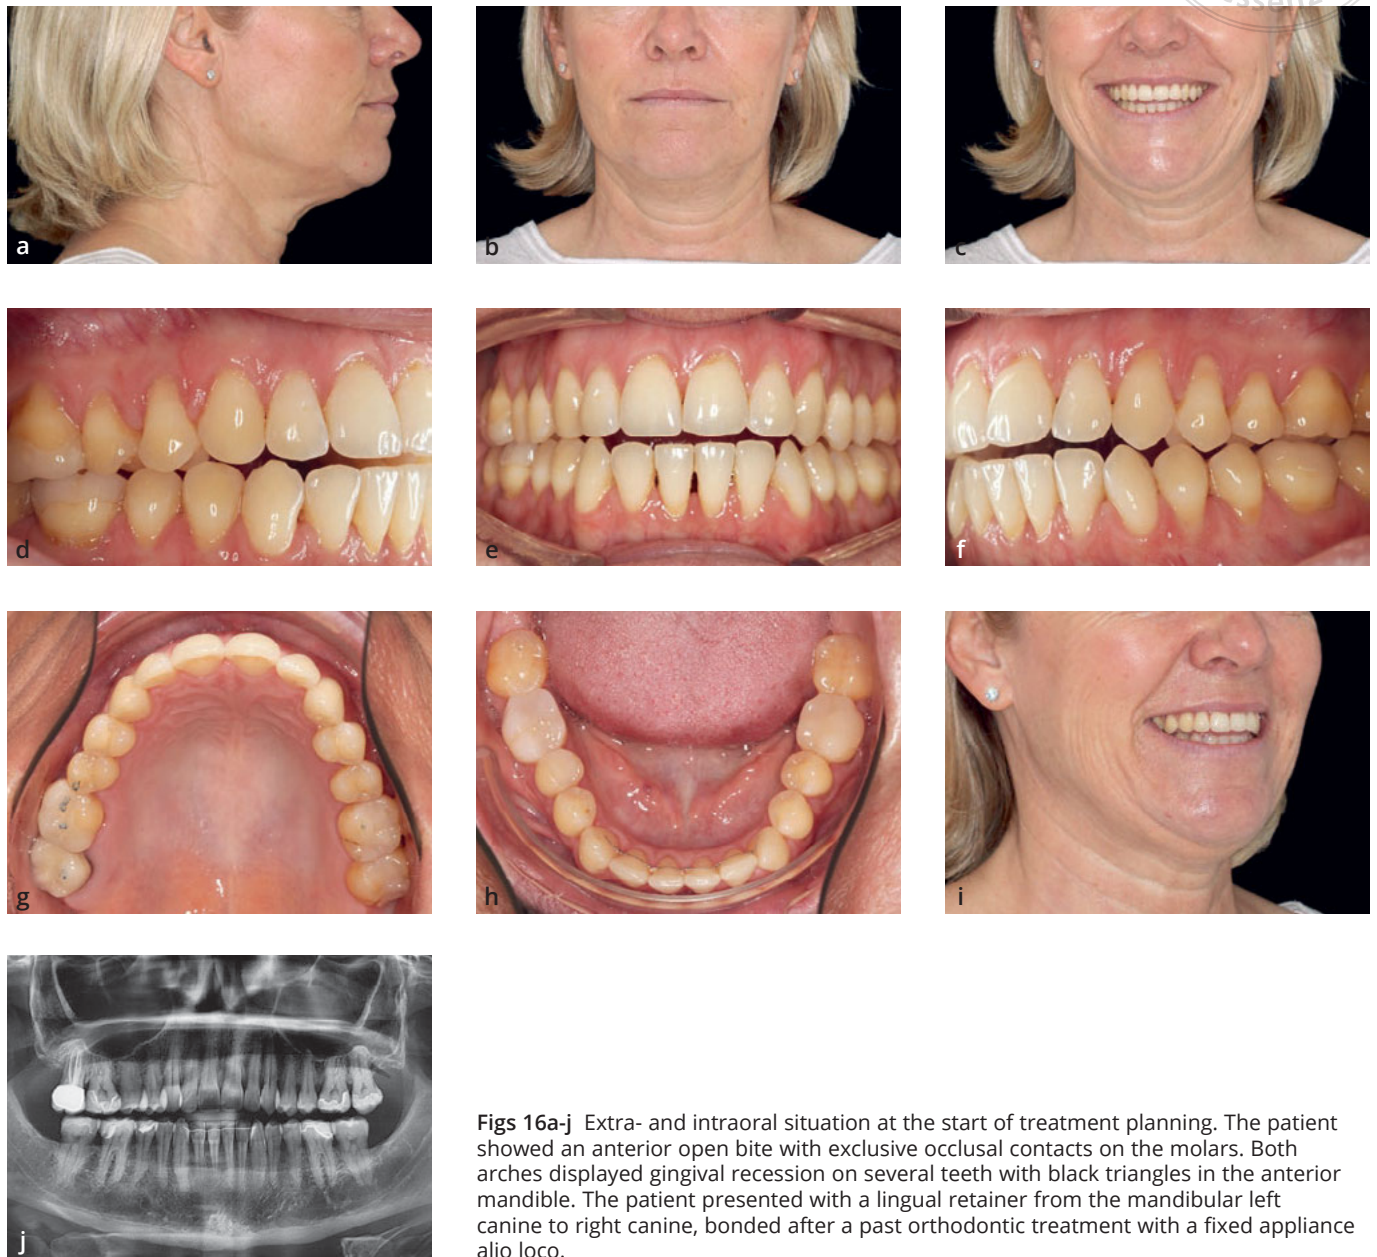 a
b
c
d
e
f
g
h
i
j
Figs 16a-j Extra- and intraoral situation at the start of treatment planning. The patient
showed an anterior open bite with exclusive occlusal contacts on the molars. Both
arches displayed gingival recession on several teeth with black triangles in the anterior
mandible. The patient presented with a lingual retainer from the mandibular left
canine to right canine, bonded after a past orthodontic treatment with a fixed appliance
alio loco.